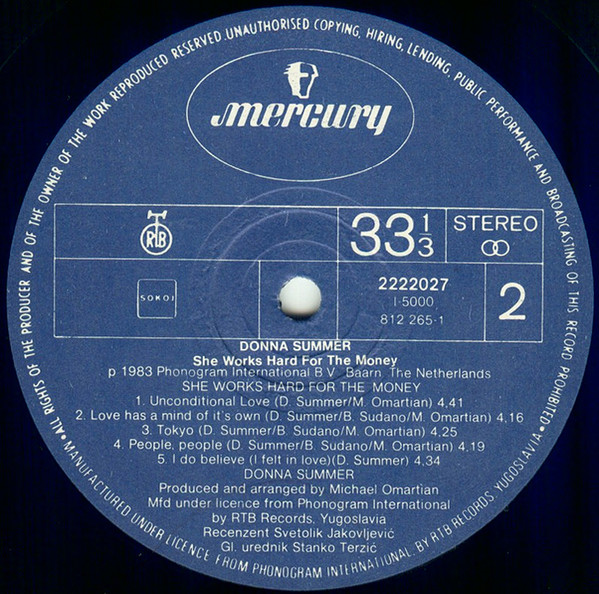 ALL RIGHTS OF THE PRODUCER AND OF THE OWNER OF THE WORK REPRODUCED RESERVED. UNAUTHORISED COPYING, HIRING, LENDING, PUBLIC PERFORMANCE AND BROADCASTING OF THIS RECORD PROHIBITED •
mercury
RTB
33 1/3
STEREO
SOKOJ
2222027
I-5000
812 265-1
2
DONNA SUMMER
She Works Hard For The Money
p 1983 Phonogram International B.V. Baarn, The Netherlands
SHE WORKS HARD FOR THE MONEY
1. Unconditional Love (D. Summer/M. Omartian) 4,41
2. Love has a mind of it's own (D. Summer/B. Sudano/M. Omartian) 4,16
3. Tokyo (D. Summer/B. Sudano/M. Omartian) 4,25
4. People, people (D. Summer/B. Sudano/M. Omartian) 4,19
5. I do believe (I felt in love)(D. Summer) 4,34
DONNA SUMMER
Produced and arranged by Michael Omartian
Mfd under licence from Phonogram International
by RTB Records, Yugoslavia
Recenzent Svetolik Jakovljević
Gl. urednik Stanko Terzić
• MANUFACTURED UNDER LICENCE FROM PHONOGRAM INTERNATIONAL, BY RTB RECORDS, YUGOSLAVIA •